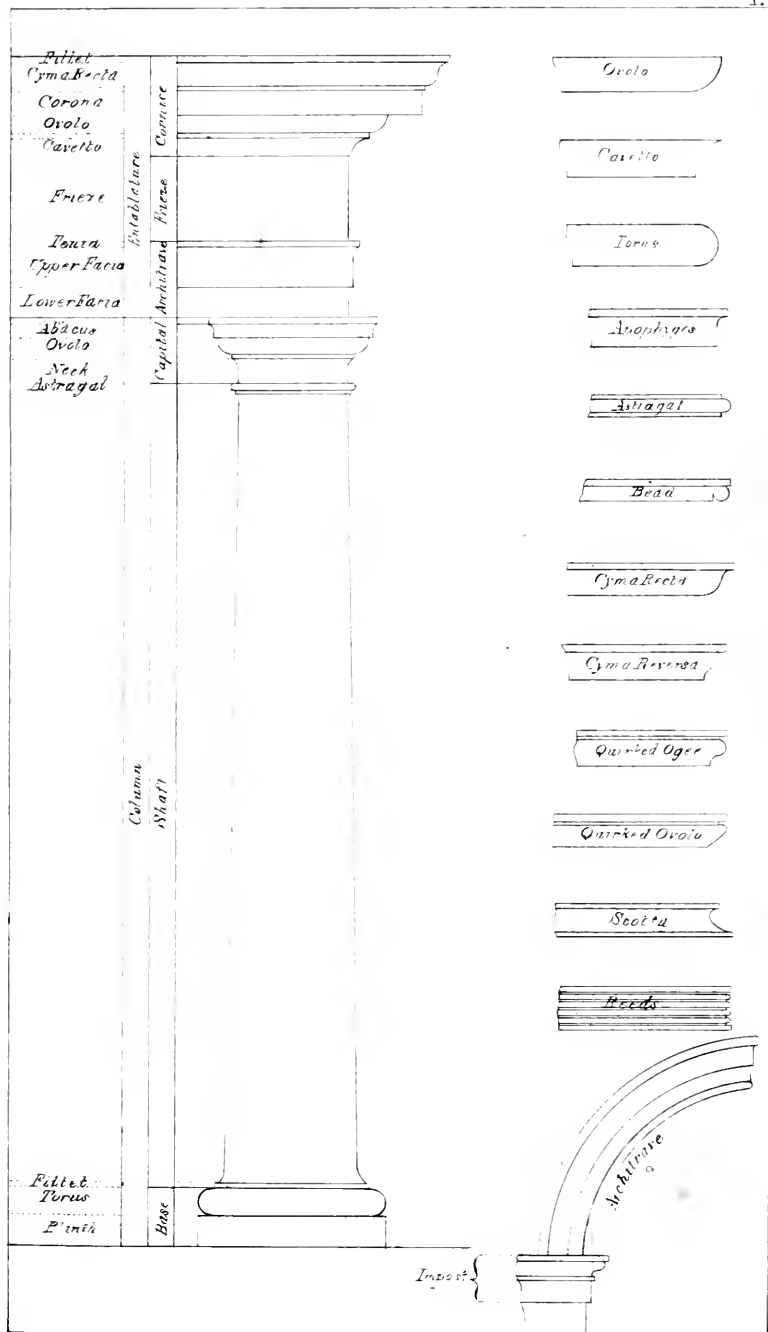 1.
Fillet
Cyma Recta
Corona
Ovolo
Cavetto
Frieze
Tenia
Upper Facia
Lower Facia
Abacus
Ovolo
Neck
Astragal
Fillet
Torus
Plinth
Entablature
Column
Cornice
Frieze
Architrave
Capital
Shaft
Base
Ovolo
Cavetto
Torus
Apophyges
Astragal
Bead
Cyma Recta
Cyma Reversa
Quirked Ogee
Quirked Ovolo
Scotia
Reeds
Architrave
Impost